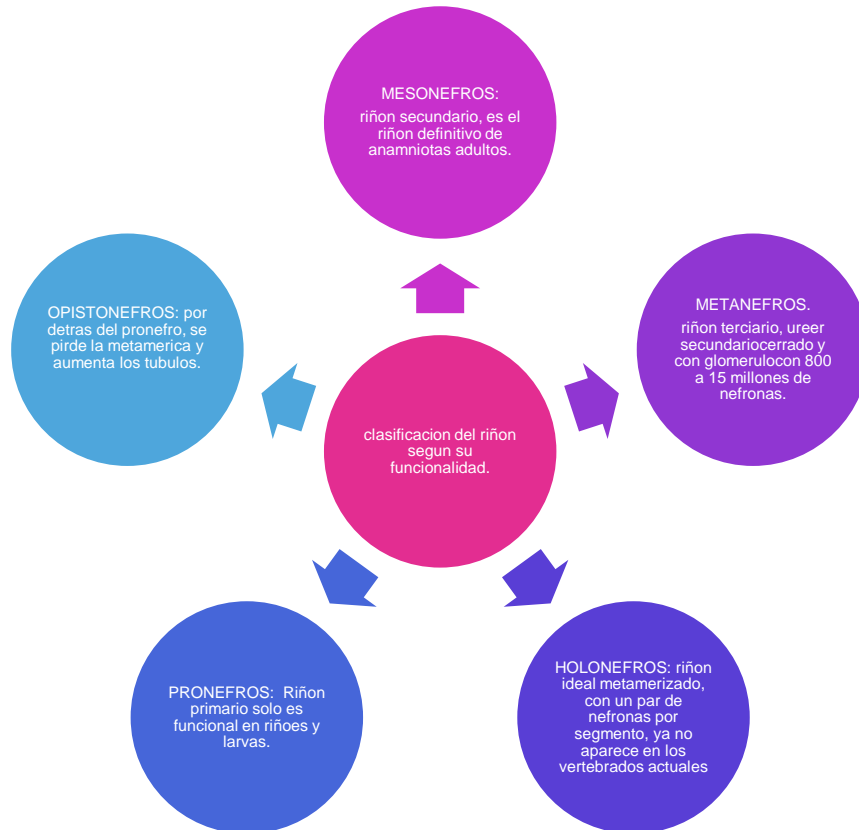 MESONEFROS:
riñon secundario, es el
riñon definitivo de
anamniotas adultos.
METANEFROS.
riñon terciario, ureer
secundariocerrado y
con glomerulocon 800
a 15 millones de
nefronas.
HOLONEFROS: riñon
ideal metamerizado,
con un par de
nefronas por
segmento, ya no
aparece en los
vertebrados actuales
PRONEFROS:  Riñon
primario solo es
funcional en riñoes y
larvas.
OPISTONEFROS: por
detras del pronefro, se
pirde la metamerica y
aumenta los tubulos.
clasificacion del riñon
segun su
funcionalidad.